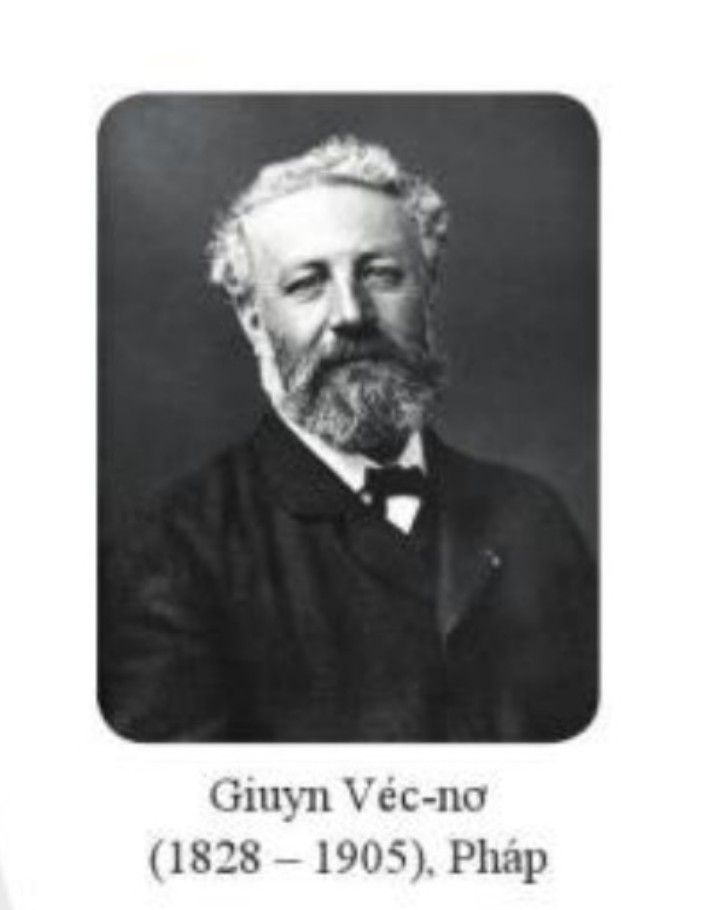 Giuyn Véc-nơ
(1828 – 1905), Pháp